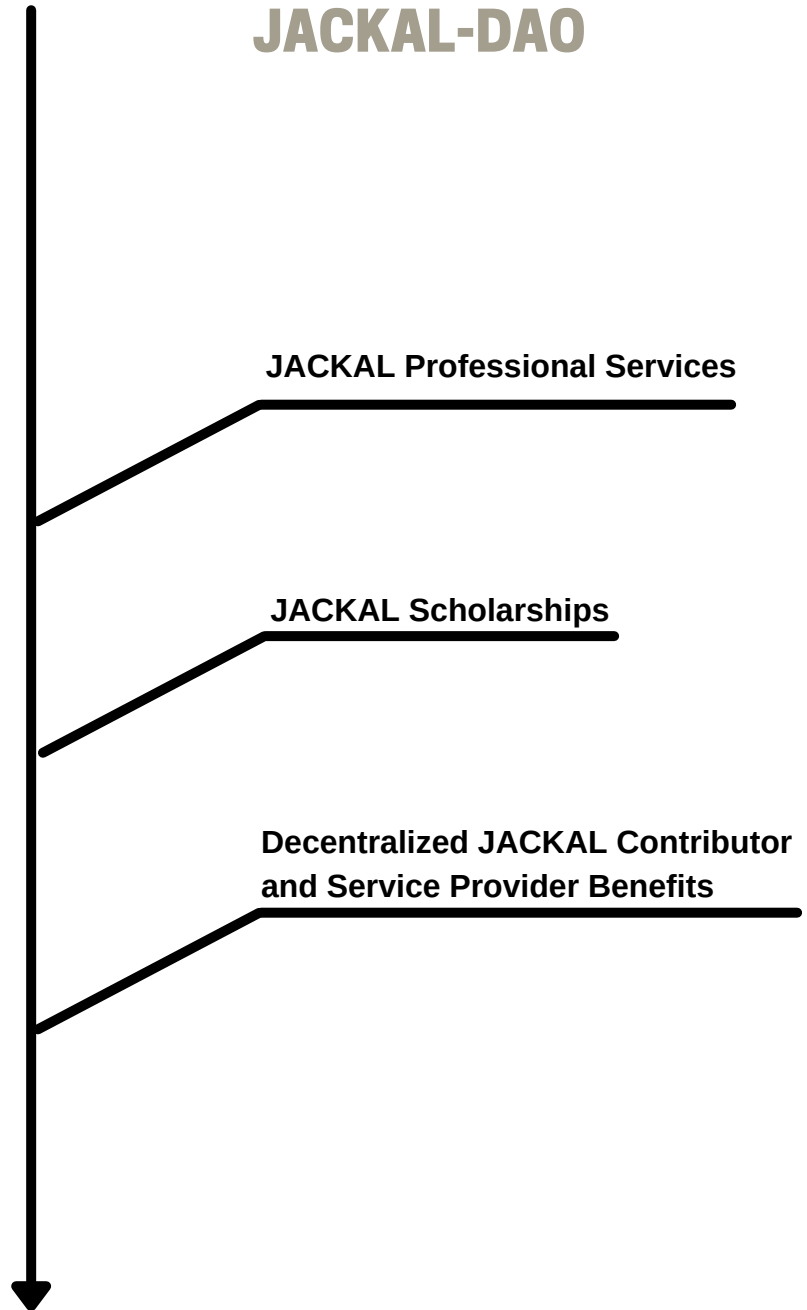 JACKAL-DAO
JACKAL Professional Services
JACKAL Scholarships
Decentralized JACKAL Contributor
and Service Provider Benefits